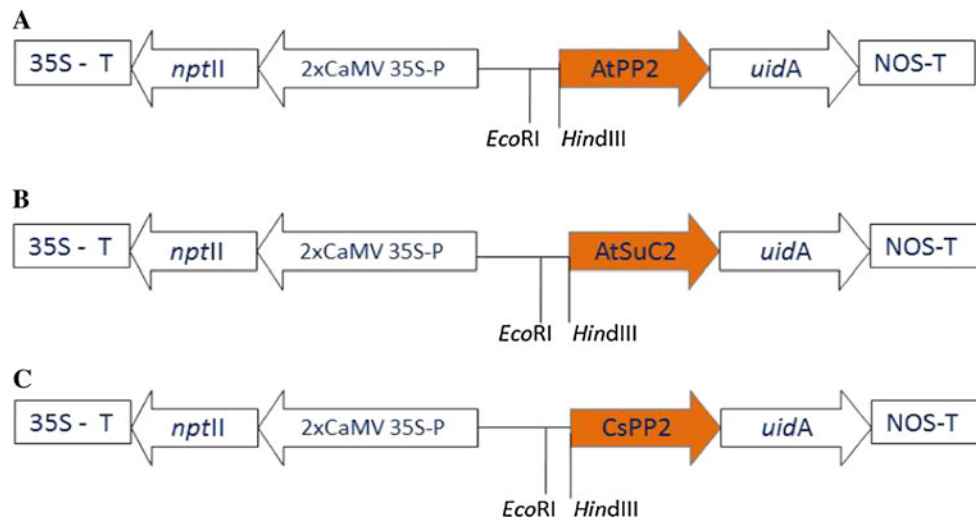 A
35S - T nptII 2xCaMV 35S-P AtPP2 uidA NOS-T
EcoRI HindIII
B
35S - T nptII 2xCaMV 35S-P AtSuC2 uidA NOS-T
EcoRI HindIII
C
35S - T nptII 2xCaMV 35S-P CsPP2 uidA NOS-T
EcoRI HindIII